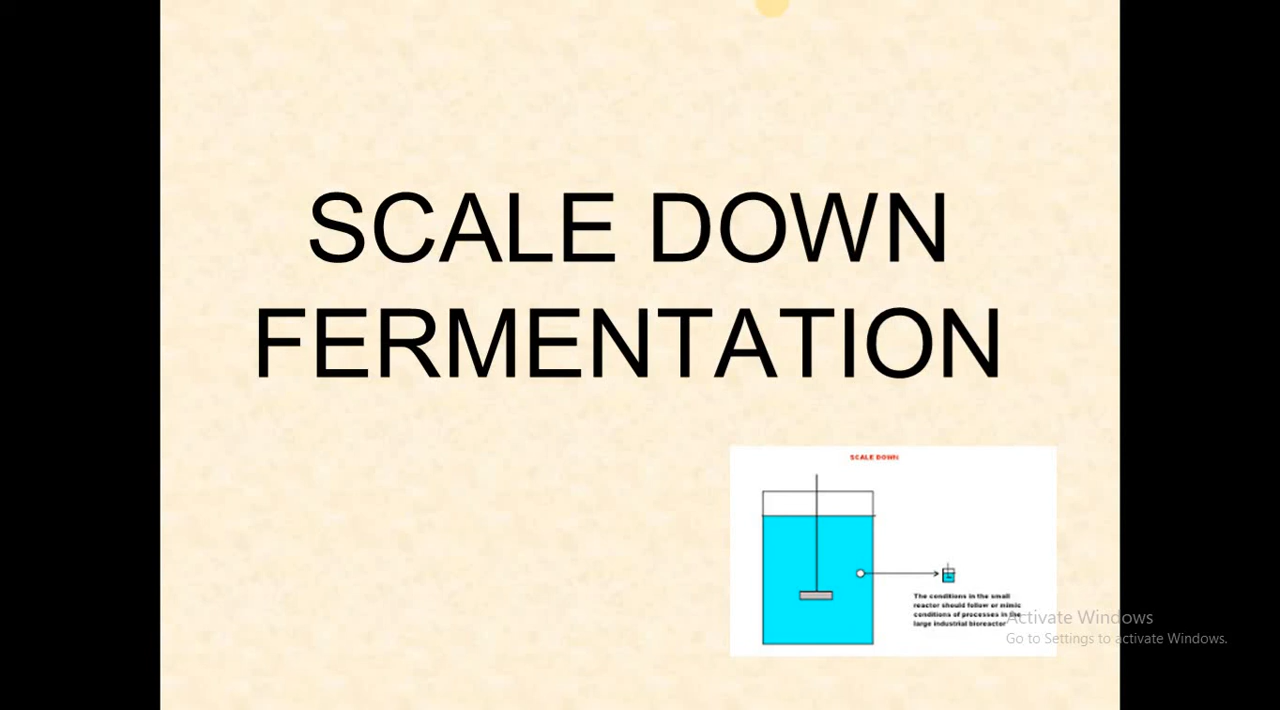 SCALE DOWN
FERMENTATION
SCALE DOWN
The conditions in the small
reactor should follow or mimic
conditions of processes in the
large industrial bioreactor
Activate Windows
Go to Settings to activate Windows.